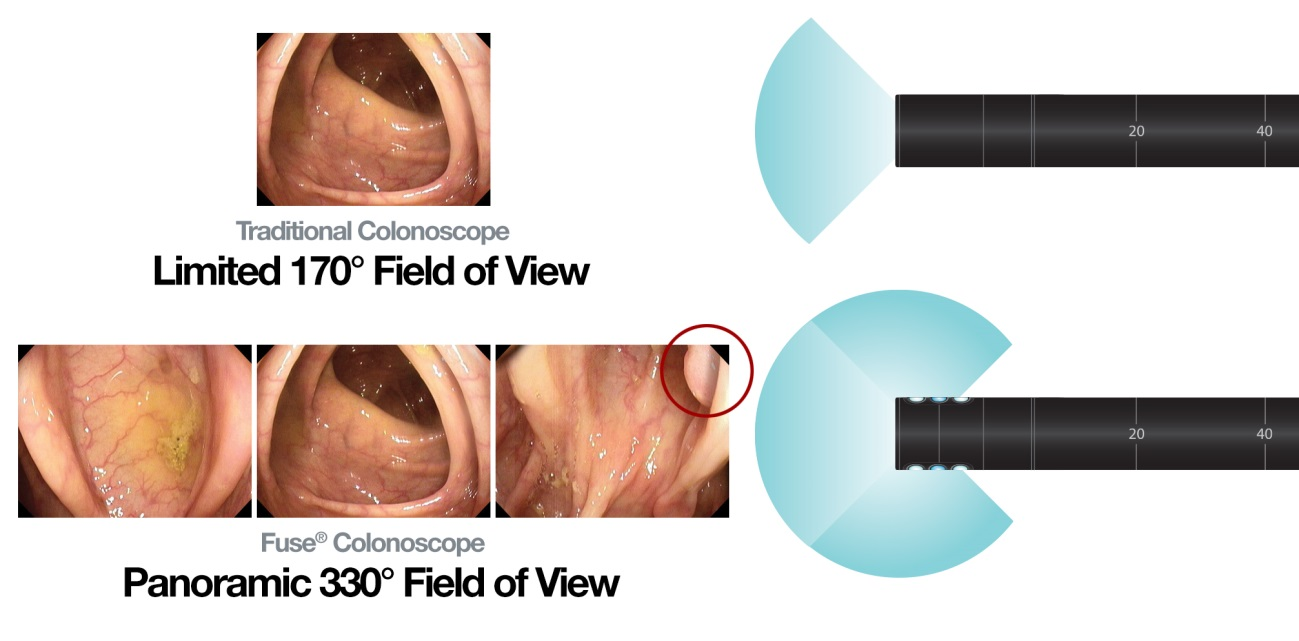 Traditional Colonoscope
Limited 170° Field of View
20 40
Fuse® Colonoscope
Panoramic 330° Field of View
20 40